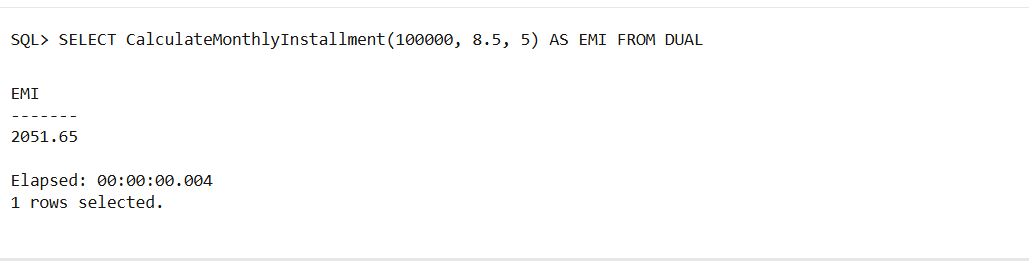 SQL> SELECT CalculateMonthlyInstallment(100000, 8.5, 5) AS EMI FROM DUAL
EMI
-------
2051.65
Elapsed: 00:00:00.004
1 rows selected.